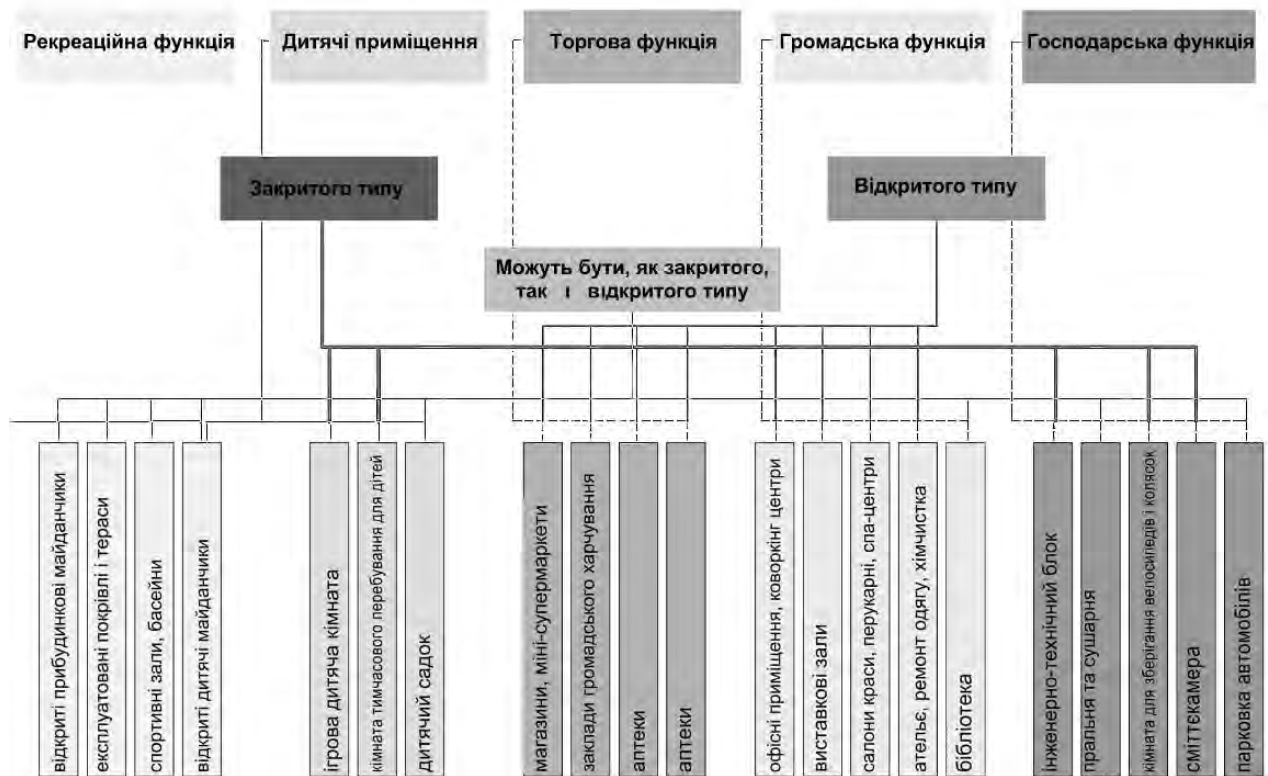 Рекреаційна функція
Дитячі приміщення
Торгова функція
Громадська функція
Господарська функція
Закритого типу
Відкритого типу
Можуть бути, як закритого,
так і відкритого типу
відкриті прибудинкові майданчики
експлуатовані покрівлі і тераси
спортивні зали, басейни
відкриті дитячі майданчики
ігрова дитяча кімната
кімната тимчасового перебування для дітей
дитячий садок
магазини, міні-супермаркети
заклади громадського харчування
аптеки
аптеки
офісні приміщення, коворкінг центри
виставкові зали
салони краси, перукарні, спа-центри
ательє, ремонт одягу, хімчистка
бібліотека
інженерно-технічний блок
пральня та сушарня
кімната для зберігання велосипедів і колясок
сміттєкамера
парковка автомобілів